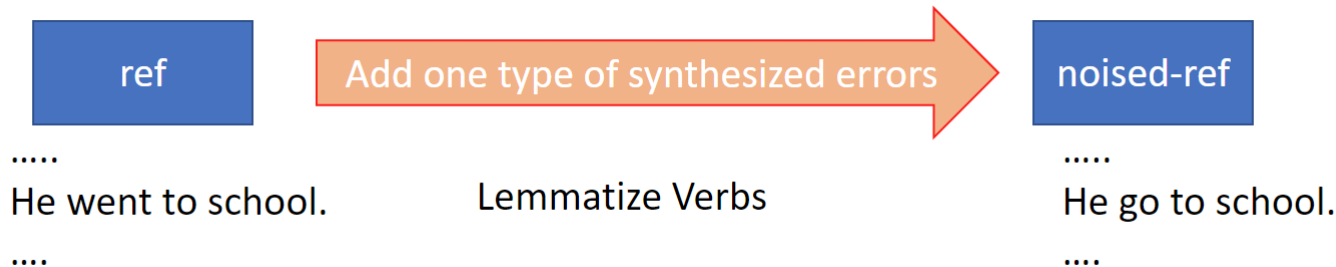 ref
Add one type of synthesized errors
noised-ref
.....
He went to school.
....
Lemmatize Verbs
.....
He go to school.
....